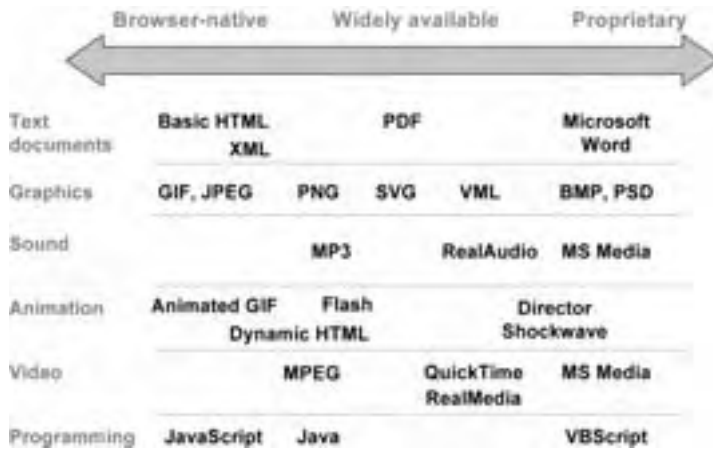 Browser-native Widely available Proprietary
Text documents Basic HTML XML PDF Microsoft Word
Graphics GIF, JPEG PNG SVG VML BMP, PSD
Sound MP3 RealAudio MS Media
Animation Animated GIF Flash Dynamic HTML Director Shockwave
Video MPEG QuickTime RealMedia MS Media
Programming JavaScript Java VBScript